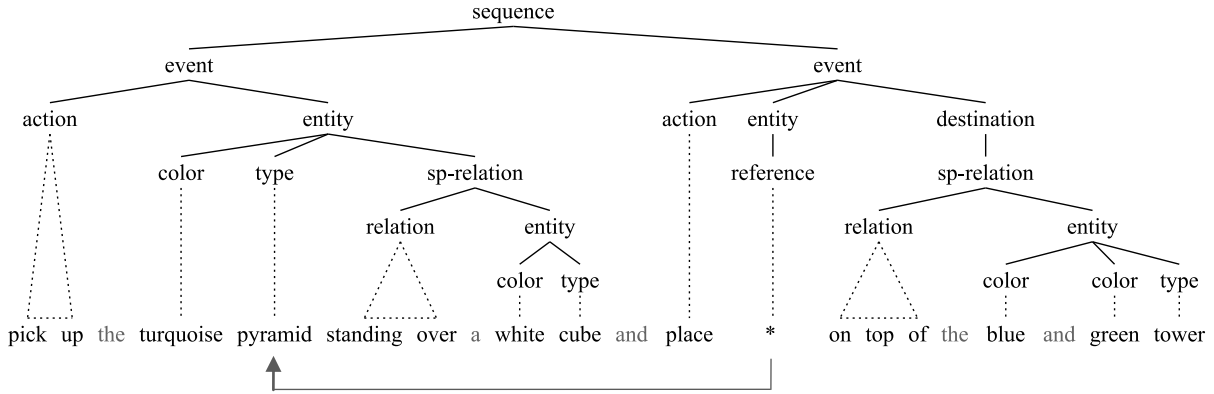 sequence
event event
action entity action entity destination
color type sp-relation reference sp-relation
relation entity relation entity
color type color color type
pick up the turquoise pyramid standing over a white cube and place * on top of the blue and green tower